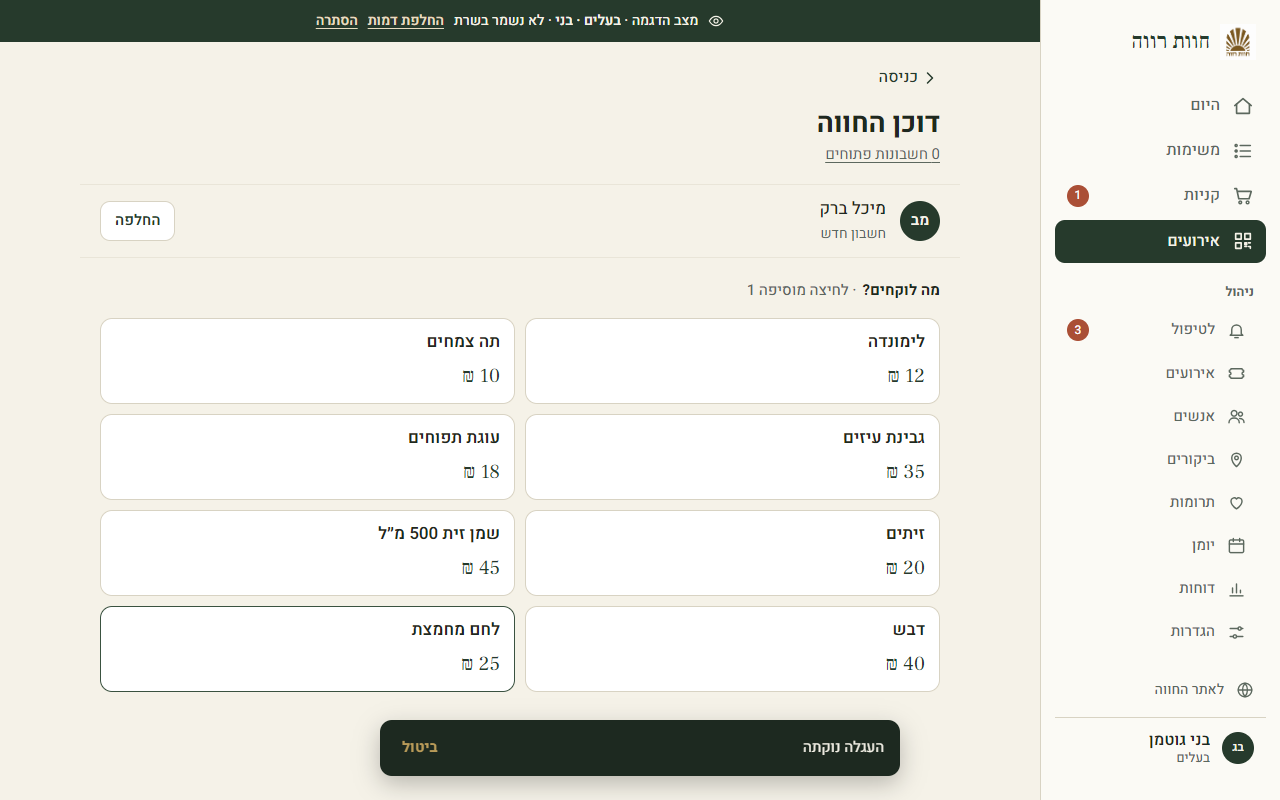 מצב הדגמה · בעלים · בני · לא נשמר בשרת החלפת דמות הסתרה
חוות רווה
היום
משימות
קניות 1
אירועים
ניהול
לטיפול 3
אירועים
אנשים
ביקורים
תרומות
יומן
דוחות
הגדרות
לאתר החווה
בג בני גוטמן
בעלים
כניסה
דוכן החווה
0 חשבונות פתוחים
מב מיכל ברק
חשבון חדש
החלפה
מה לוקחים? · לחיצה מוסיפה 1
לימונדה
12 ₪
תה צמחים
10 ₪
גבינת עיזים
35 ₪
עוגת תפוחים
18 ₪
זיתים
20 ₪
שמן זית 500 מ״ל
45 ₪
דבש
40 ₪
לחם מחמצת
25 ₪
העגלה נוקתה ביטול